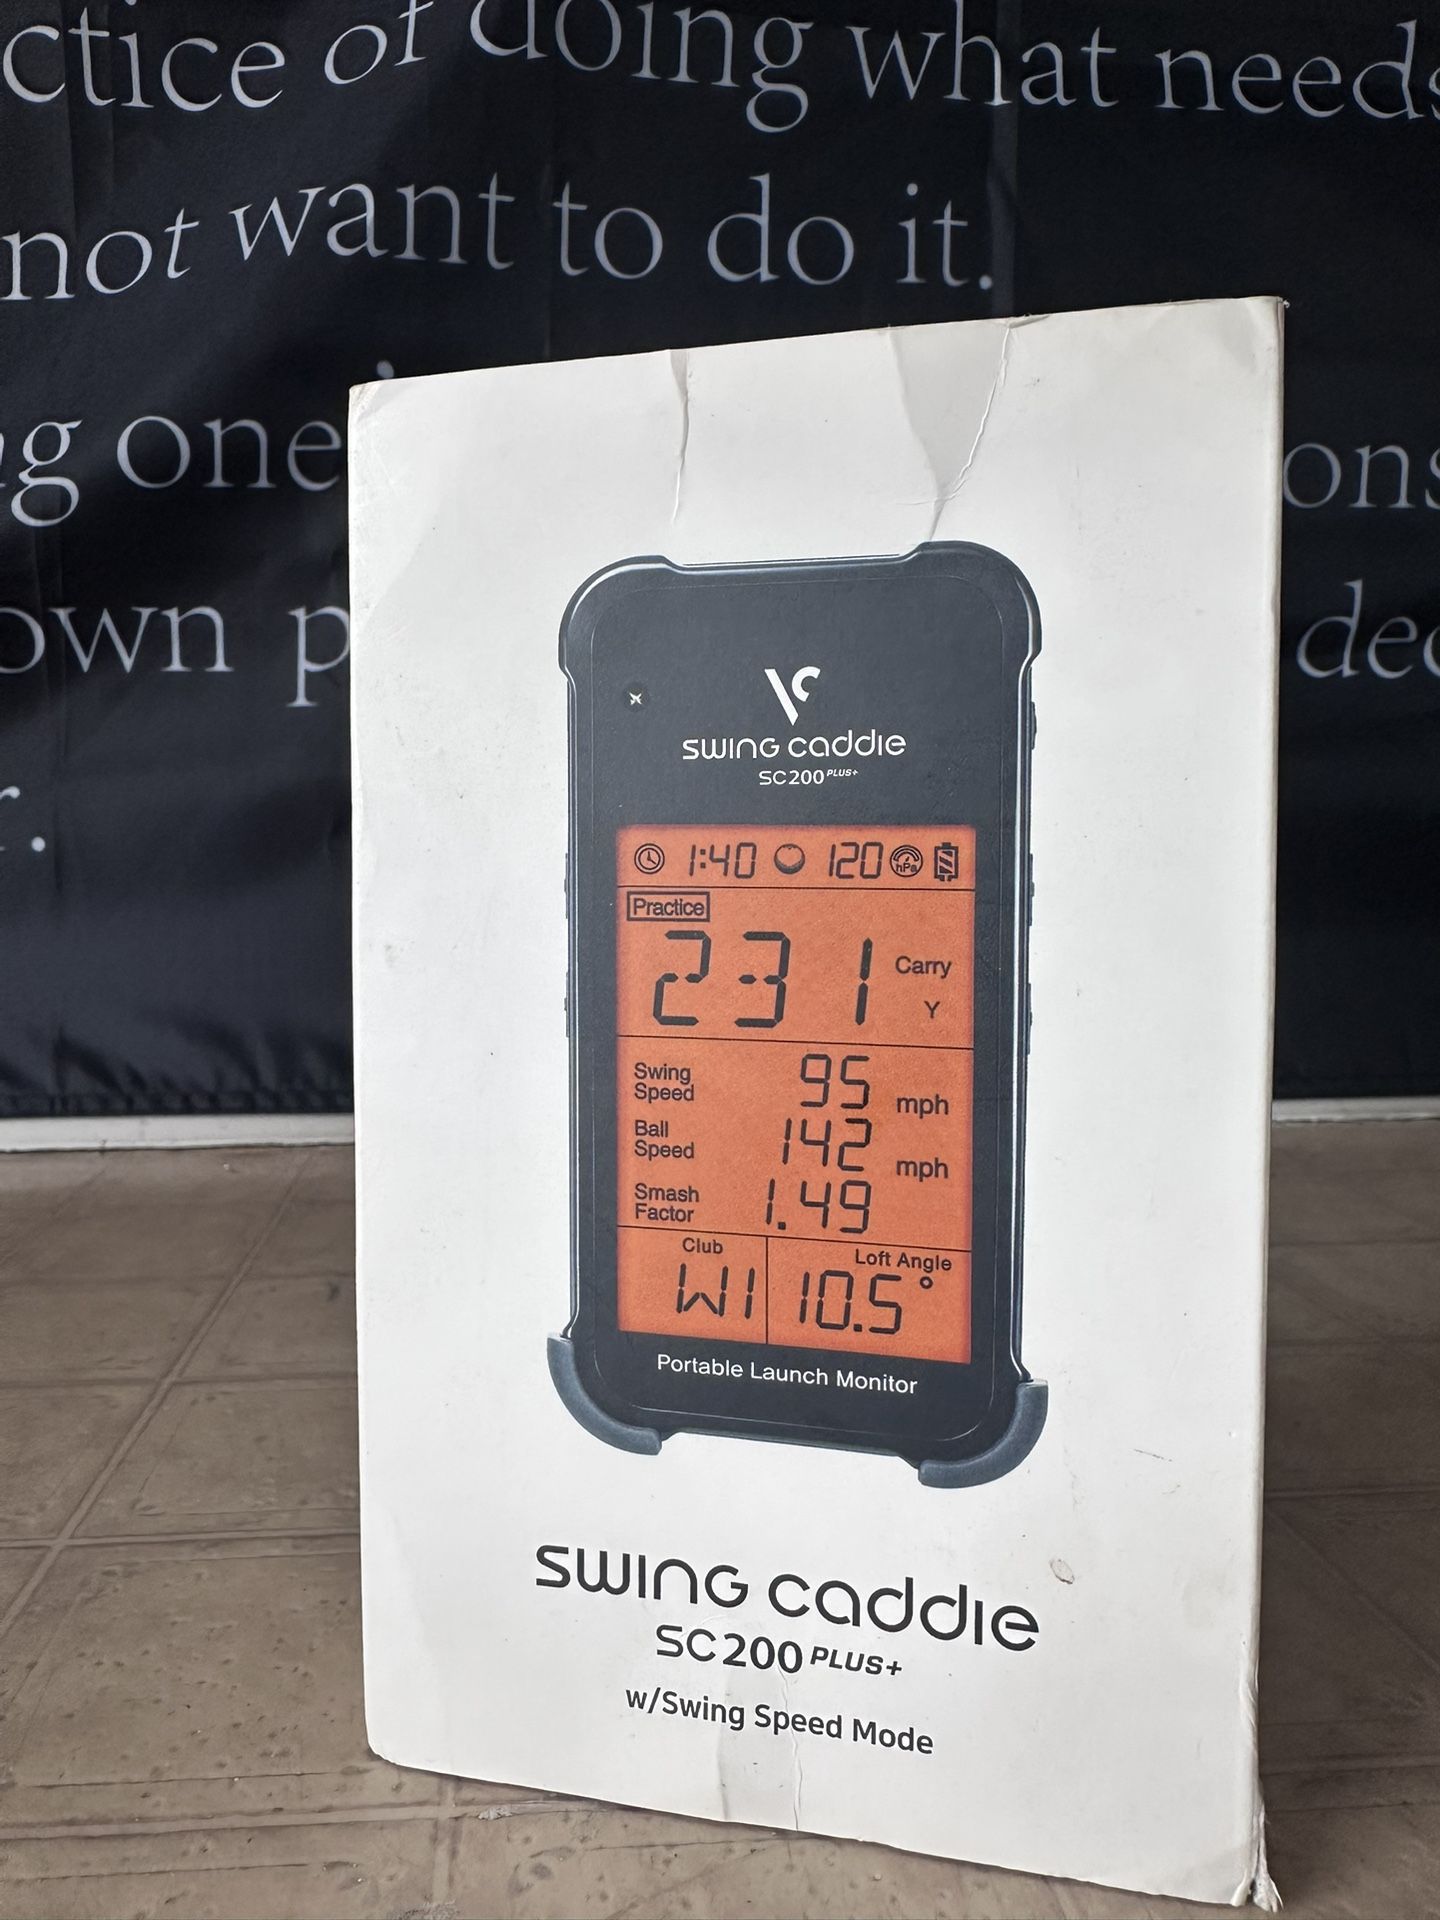 ctice of doing what needs
not want to do it.
g one
ons
own p
dec
r.
SWING CADDIE
SC200 PLUS+
1:40 120 hPa
Practice
231 Carry
Y
Swing Speed 95 mph
Ball Speed 142 mph
Smash Factor 1.49
Club Loft Angle
W1 10.5°
Portable Launch Monitor
SWING CADDIE
SC200 PLUS+
w/Swing Speed Mode